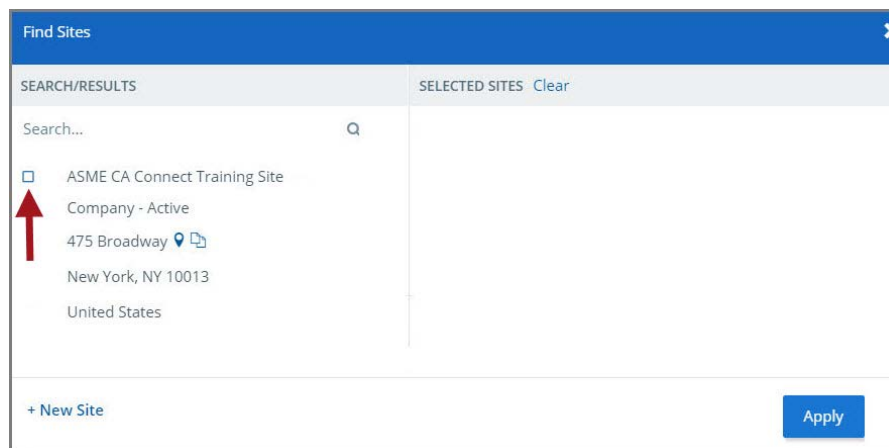 Find Sites
SEARCH/RESULTS
SELECTED SITES Clear
Search...
ASME CA Connect Training Site
Company - Active
475 Broadway
New York, NY 10013
United States
+ New Site
Apply